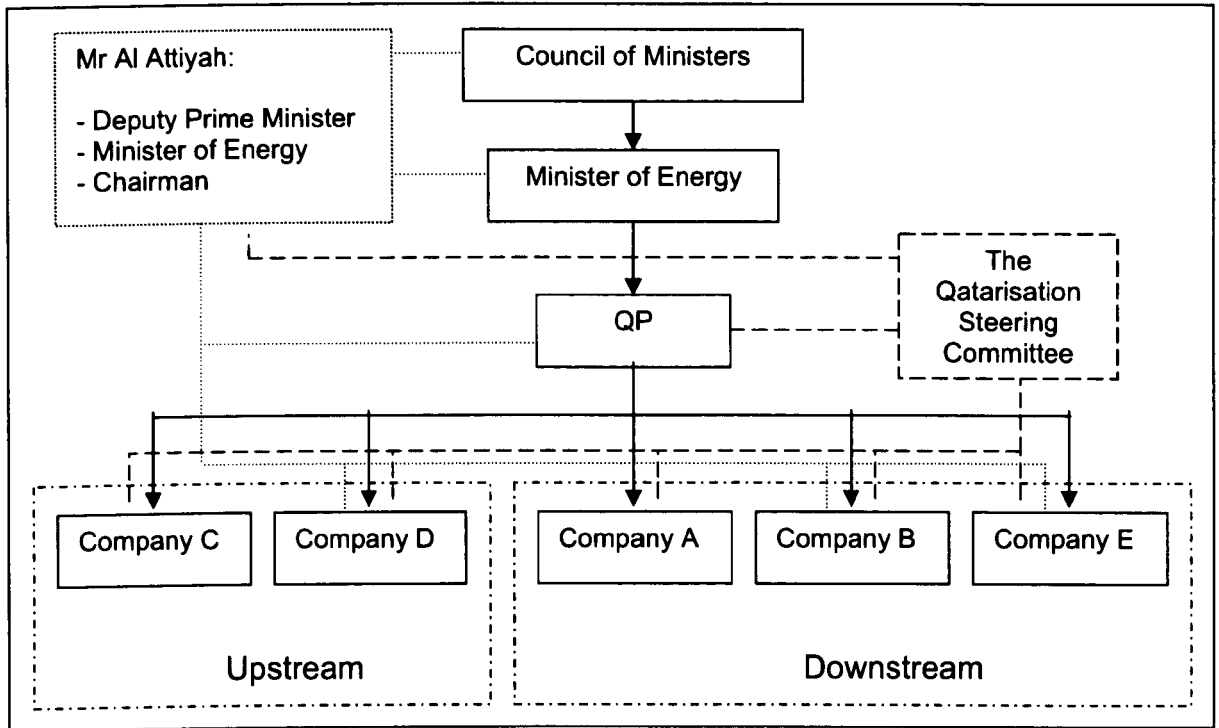 Mr Al Attiyah:
- Deputy Prime Minister
- Minister of Energy
- Chairman
Council of Ministers
Minister of Energy
The
Qatarisation
Steering
Committee
QP
Company C
Company D
Company A
Company B
Company E
Upstream
Downstream